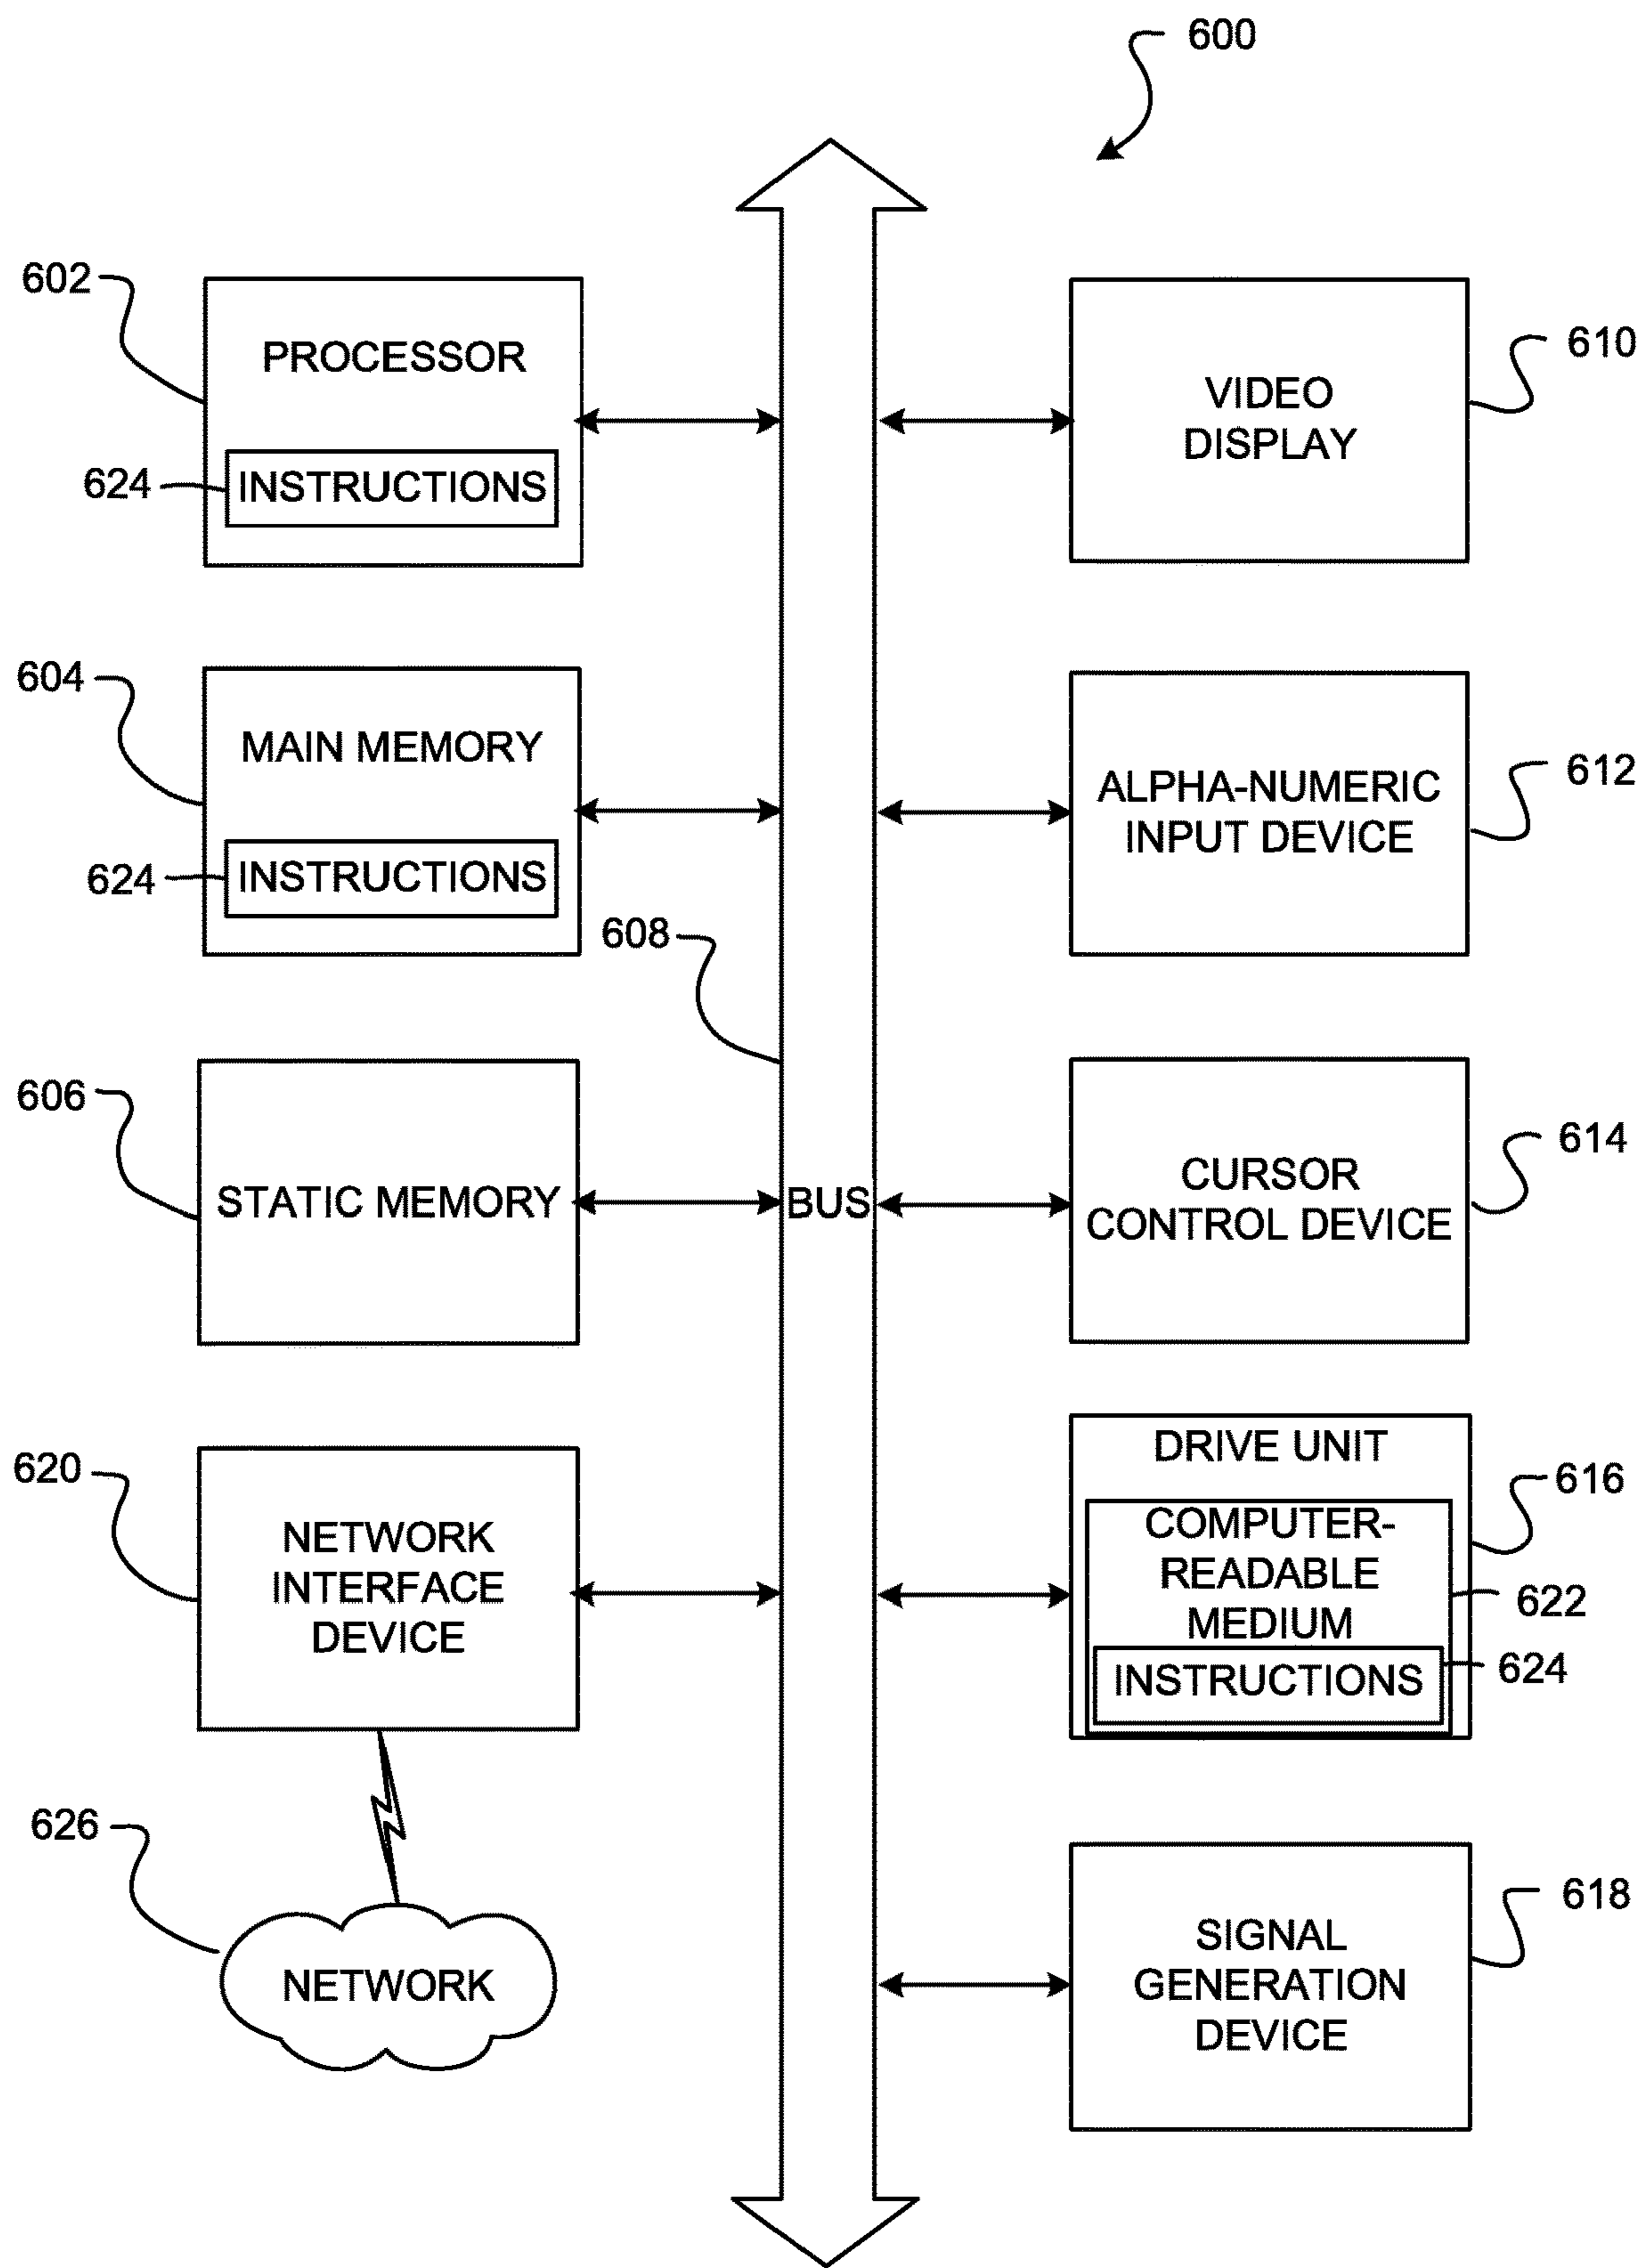 600
602
PROCESSOR
624
INSTRUCTIONS
604
MAIN MEMORY
624
INSTRUCTIONS
608
606
STATIC MEMORY
BUS
620
NETWORK
INTERFACE
DEVICE
626
NETWORK
610
VIDEO
DISPLAY
612
ALPHA-NUMERIC
INPUT DEVICE
614
CURSOR
CONTROL DEVICE
DRIVE UNIT
616
COMPUTER-
READABLE
MEDIUM
622
INSTRUCTIONS
624
618
SIGNAL
GENERATION
DEVICE